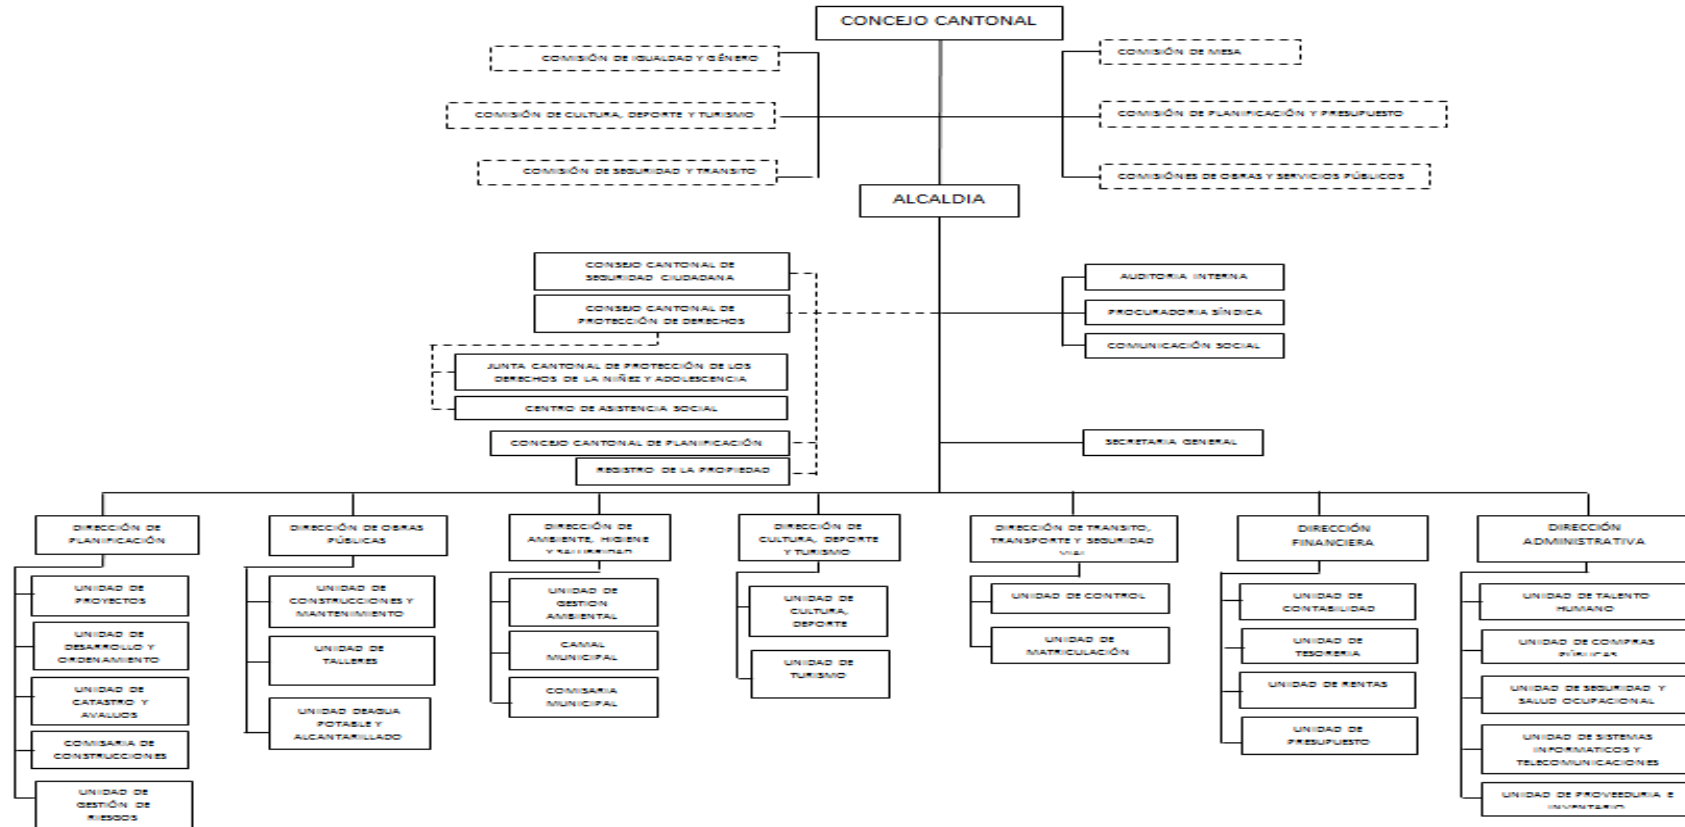 CONCEJO CANTONAL
COMISIÓN DE IGUALDAD Y GÉNERO
COMISIÓN DE MESA
COMISIÓN DE CULTURA, DEPORTE Y TURISMO
COMISIÓN DE PLANIFICACIÓN Y PRESUPUESTO
COMISIÓN DE SEGURIDAD Y TRANSITO
COMISIÓNES DE OBRAS Y SERVICIOS PÚBLICOS
ALCALDIA
CONSEJO CANTONAL DE
SEGURIDAD CIUDADANA
CONSEJO CANTONAL DE
PROTECCIÓN DE DERECHOS
JUNTA CANTONAL DE PROTECCIÓN DE LOS
DERECHOS DE LA NIÑEZ Y ADOLESCENCIA
CENTRO DE ASISTENCIA SOCIAL
CONCEJO CANTONAL DE PLANIFICACIÓN
REGISTRO DE LA PROPIEDAD
AUDITORIA INTERNA
PROCURADORIA SÍNDICA
COMUNICACIÓN SOCIAL
SECRETARIA GENERAL
DIRECCIÓN DE
PLANIFICACIÓN
UNIDAD DE
PROYECTOS
UNIDAD DE
DESARROLLO Y
ORDENAMIENTO
UNIDAD DE
CATASTRO Y
AVALUOS
COMISARIA DE
CONSTRUCCIONES
UNIDAD DE
GESTIÓN DE
RIESGOS
DIRECCIÓN DE OBRAS
PÚBLICAS
UNIDAD DE
CONSTRUCCIONES Y
MANTENIMIENTO
UNIDAD DE
TALLERES
UNIDAD DEAGUA
POTABLE Y
ALCANTARILLADO
DIRECCIÓN DE
AMBIENTE, HIGIENE
Y SALUBRIDAD
UNIDAD DE
GESTION
AMBIENTAL
CAMAL
MUNICIPAL
COMISARIA
MUNICIPAL
DIRECCIÓN DE
CULTURA, DEPORTE
Y TURISMO
UNIDAD DE
CULTURA,
DEPORTE
UNIDAD DE
TURISMO
DIRECCIÓN DE TRANSITO,
TRANSPORTE Y SEGURIDAD
VIAL
UNIDAD DE CONTROL
UNIDAD DE
MATRICULACIÓN
DIRECCIÓN
FINANCIERA
UNIDAD DE
CONTABILIDAD
UNIDAD DE
TESORERIA
UNIDAD DE RENTAS
UNIDAD DE
PRESUPUESTO
DIRECCIÓN
ADMINISTRATIVA
UNIDAD DE TALENTO
HUMANO
UNIDAD DE COMPRAS
PÚBLICAS
UNIDAD DE SEGURIDAD Y
SALUD OCUPACIONAL
UNIDAD DE SISTEMAS
INFORMATICOS Y
TELECOMUNICACIONES
UNIDAD DE PROVEEDURIA E
INVENTARIO